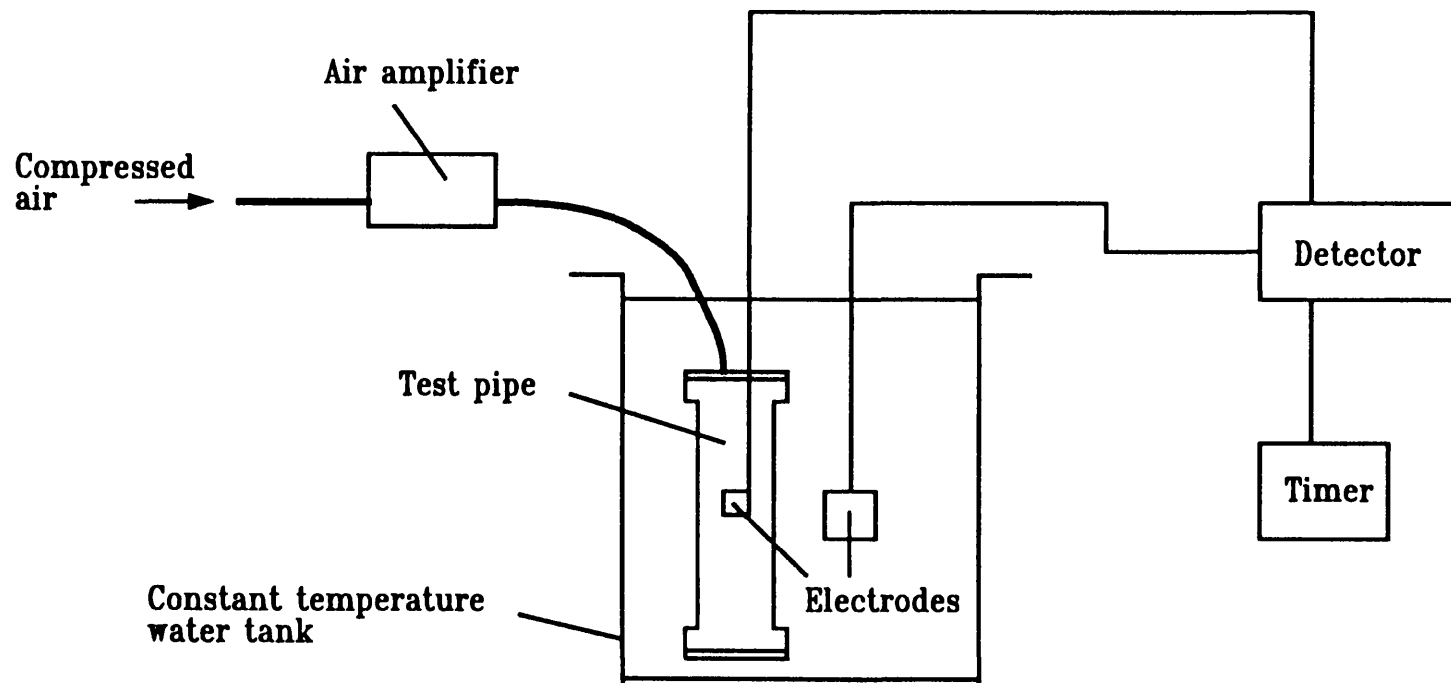 Air amplifier
Compressed
air
Detector
Test pipe
Timer
Electrodes
Constant temperature
water tank